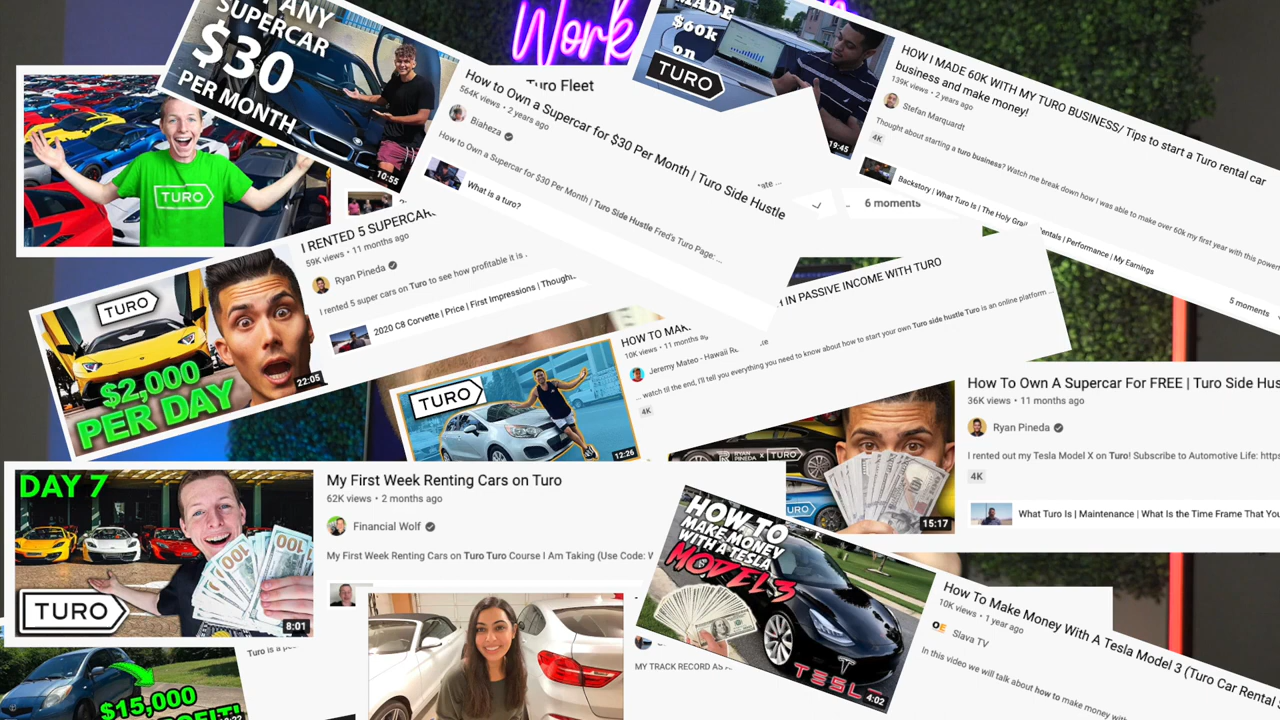 Work
ANY
SUPERCAR
$30
PER MONTH
10:55
Turo Fleet
How to Own a Supercar for $30 Per Month | Turo Side Hustle
564K views • 2 years ago
Biaheza
How to Own a Supercar for $30 Per Month | Turo Side Hustle Fred's Turo Page: ...
What is a turo?
MADE
$60k
on
TURO
19:45
HOW I MADE 60K WITH MY TURO BUSINESS/ Tips to start a Turo rental car
business and make money!
139K views • 2 years ago
Stefan Marquardt
Thought about starting a turo business? Watch me break down how I was able to make over 60k my first year with this power
4K
Backstory | What Turo Is | The Holy Grail
entals | Performance | My Earnings
5 moments
6 moments
TURO
TURO
$2,000
PER DAY
22:05
I RENTED 5 SUPERCAR
59K views • 11 months ago
Ryan Pineda
I rented 5 super cars on Turo to see how profitable it is
2020 C8 Corvette | Price | First Impressions | Though
TURO
12:26
HOW TO MAK
H IN PASSIVE INCOME WITH TURO
10K views • 11 months ag
Jeremy Mateo - Hawaii Re
... watch til the end, I'll tell you everything you need to know about how to start your own Turo side hustle Turo is an online platform ...
4K
RYAN PINEDA X TURO
TURO
15:17
How To Own A Supercar For FREE | Turo Side Hus
36K views • 11 months ago
Ryan Pineda
I rented out my Tesla Model X on Turo! Subscribe to Automotive Life: https
4K
What Turo Is | Maintenance | What Is the Time Frame That You
DAY 7
TURO
8:01
My First Week Renting Cars on Turo
62K views • 2 months ago
Financial Wolf
My First Week Renting Cars on Turo Turo Course I Am Taking (Use Code: W
HOW TO
MAKE MONEY
WITH A TESLA
MODEL 3
TESL
4:02
How To Make Money With A Tesla Model 3 (Turo Car Rental
10K views • 1 year ago
Slava TV
In this video we will talk about how to make money with
$15,000
Turo is a pe
MY TRACK RECORD AS